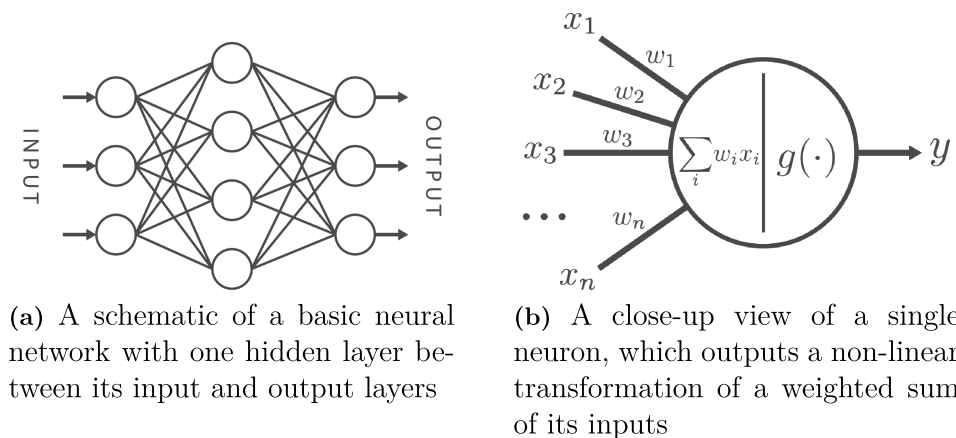 INPUT
OUTPUT
(a) A schematic of a basic neural
network with one hidden layer be-
tween its input and output layers
x₁
x₂
x₃
...
xₙ
w₁
w₂
w₃
wₙ
∑ᵢ wᵢxᵢ
g(·)
y
(b) A close-up view of a single
neuron, which outputs a non-linear
transformation of a weighted sum
of its inputs